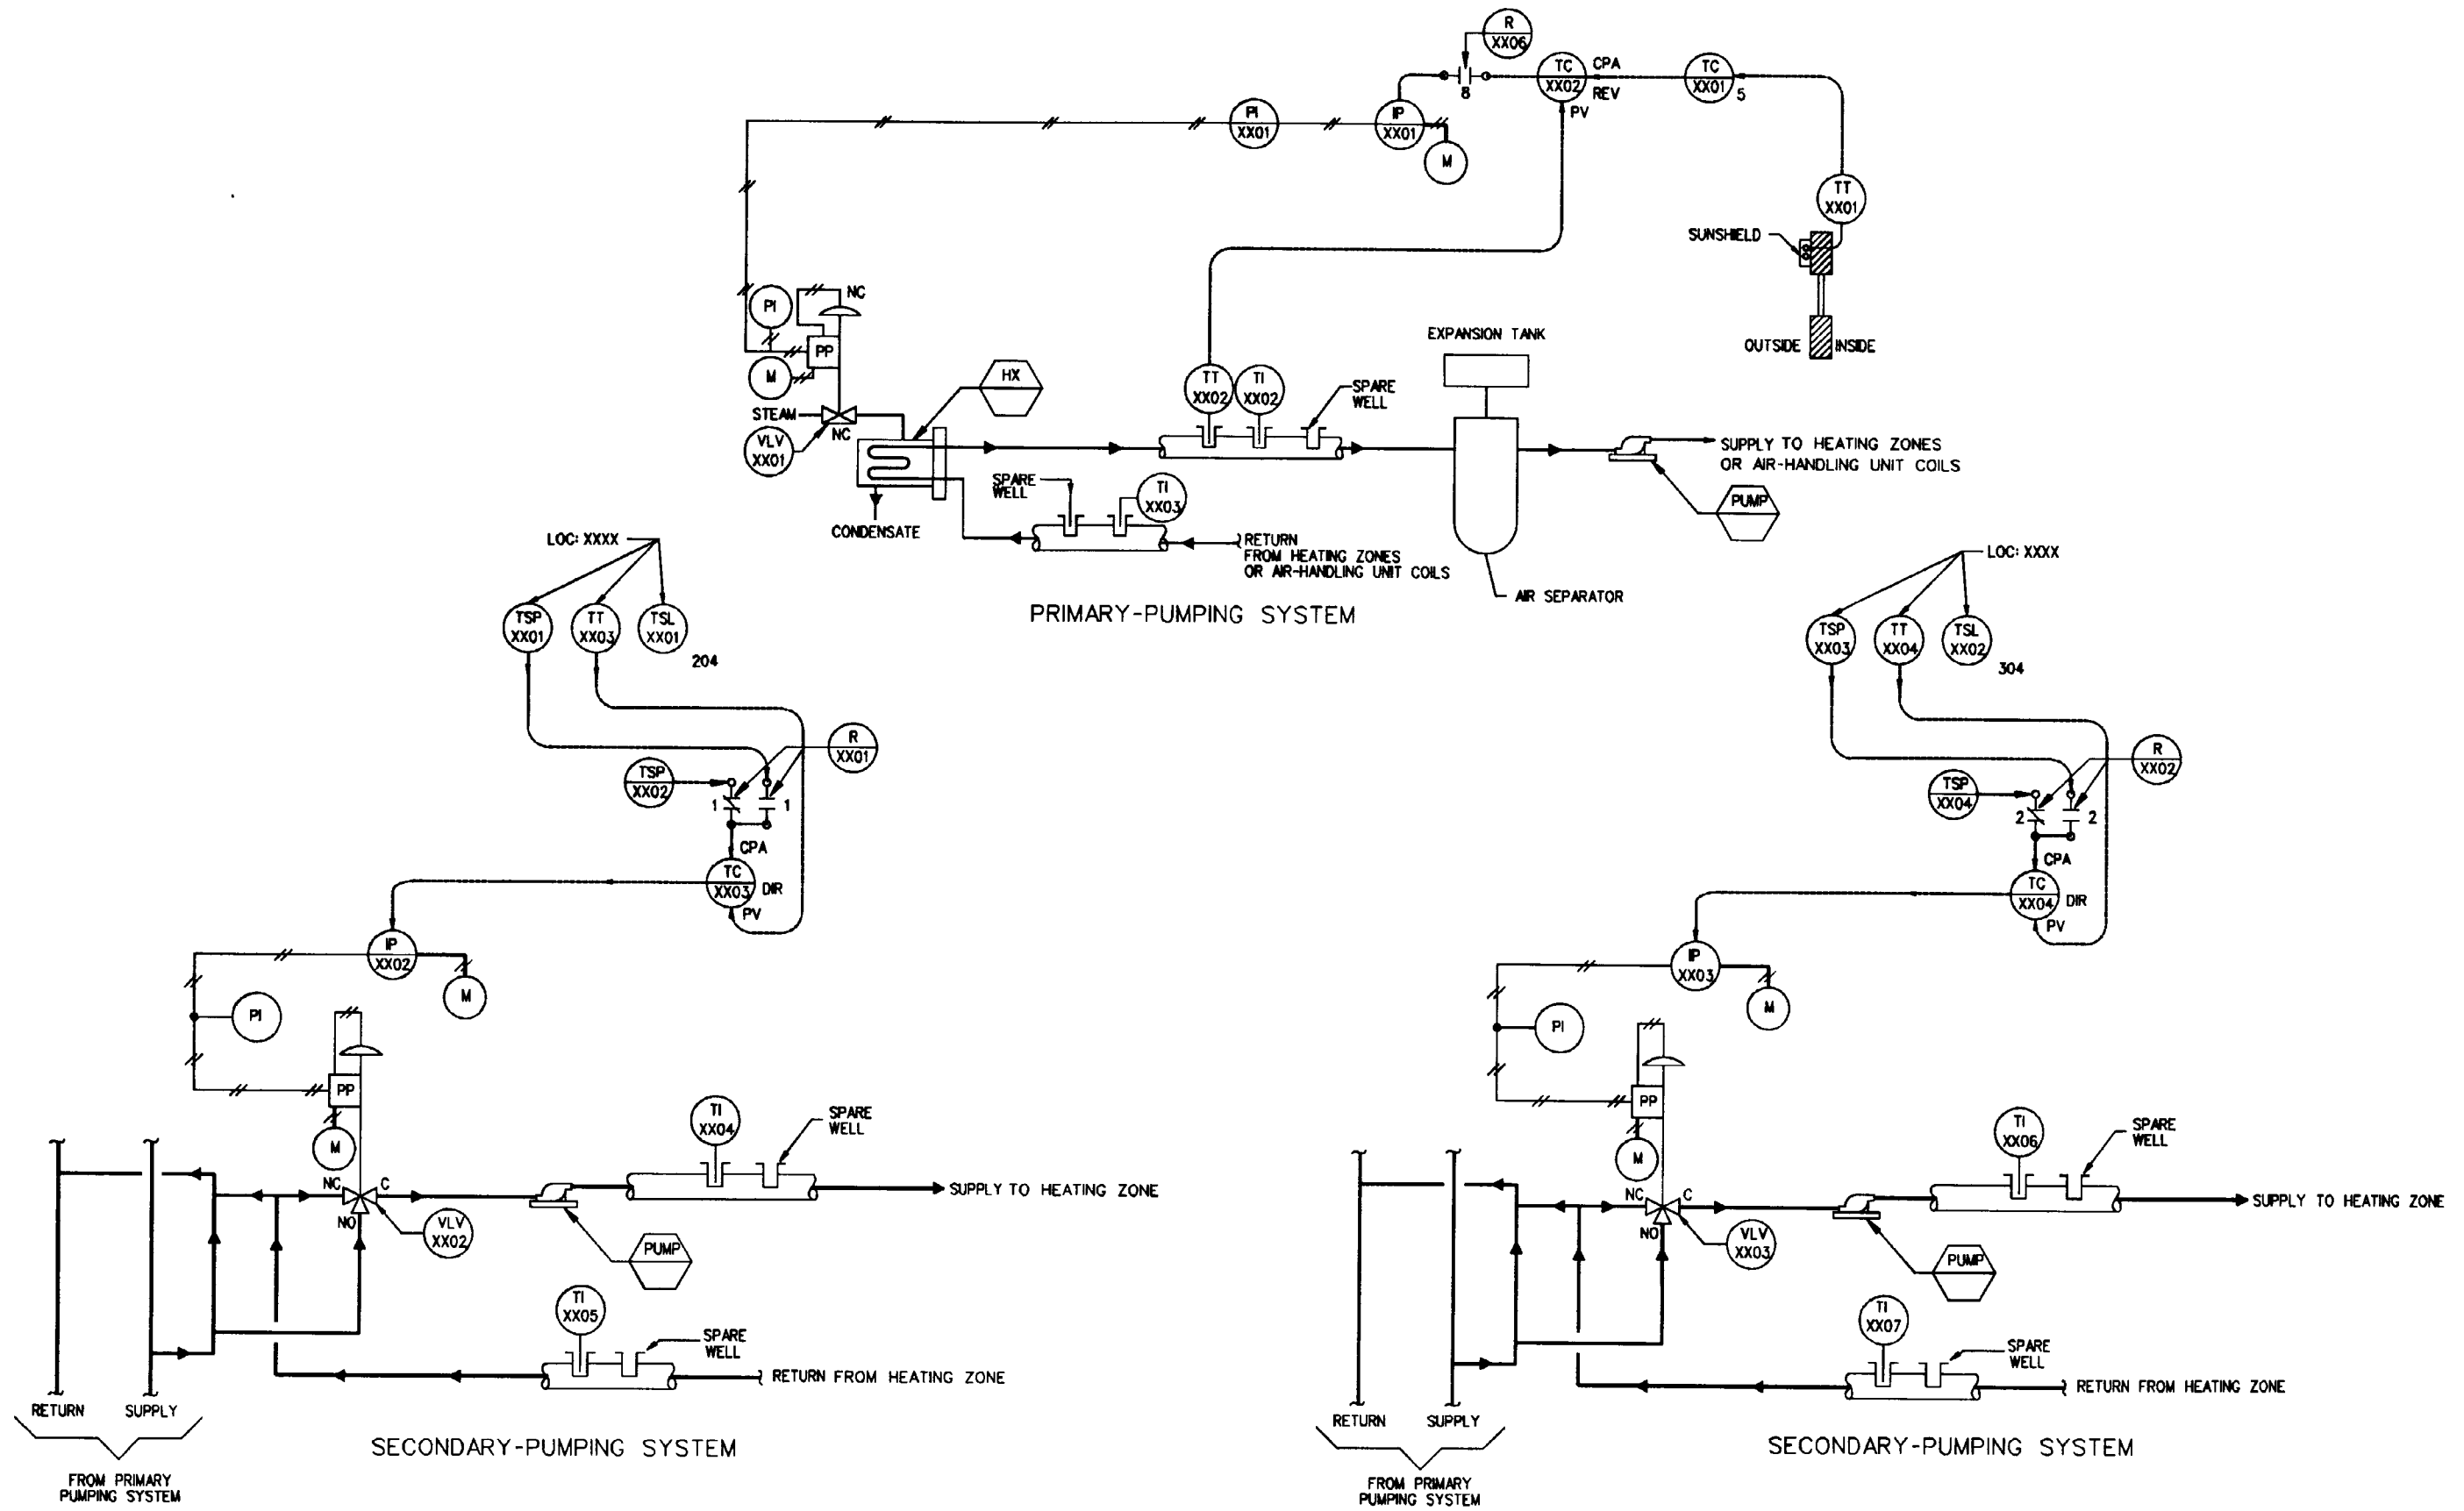 R
XX06
TC
XX02
CPA
REV
PV
TC
XX01
5
8
PI
XX01
IP
XX01
M
TT
XX01
SUNSHIELD
OUTSIDE
INSIDE
PI
NC
PP
M
STEAM
NC
VLV
XX01
HX
CONDENSATE
TT
XX02
TI
XX02
SPARE
WELL
EXPANSION TANK
SUPPLY TO HEATING ZONES
OR AIR-HANDLING UNIT COILS
PUMP
SPARE
WELL
TI
XX03
RETURN
FROM HEATING ZONES
OR AIR-HANDLING UNIT COILS
AIR SEPARATOR
PRIMARY-PUMPING SYSTEM
LOC: XXXX
TSP
XX01
TT
XX03
TSL
XX01
204
R
XX01
TSP
XX02
1
1
CPA
TC
XX03
DIR
PV
IP
XX02
M
PI
PP
M
NC
C
NO
VLV
XX02
TI
XX04
SPARE
WELL
SUPPLY TO HEATING ZONE
PUMP
TI
XX05
SPARE
WELL
RETURN FROM HEATING ZONE
RETURN
SUPPLY
FROM PRIMARY
PUMPING SYSTEM
SECONDARY-PUMPING SYSTEM
LOC: XXXX
TSP
XX03
TT
XX04
TSL
XX02
304
R
XX02
TSP
XX04
2
2
CPA
TC
XX04
DIR
PV
IP
XX03
M
PI
PP
M
NC
C
NO
VLV
XX03
TI
XX06
SPARE
WELL
SUPPLY TO HEATING ZONE
PUMP
TI
XX07
SPARE
WELL
RETURN FROM HEATING ZONE
RETURN
SUPPLY
FROM PRIMARY
PUMPING SYSTEM
SECONDARY-PUMPING SYSTEM